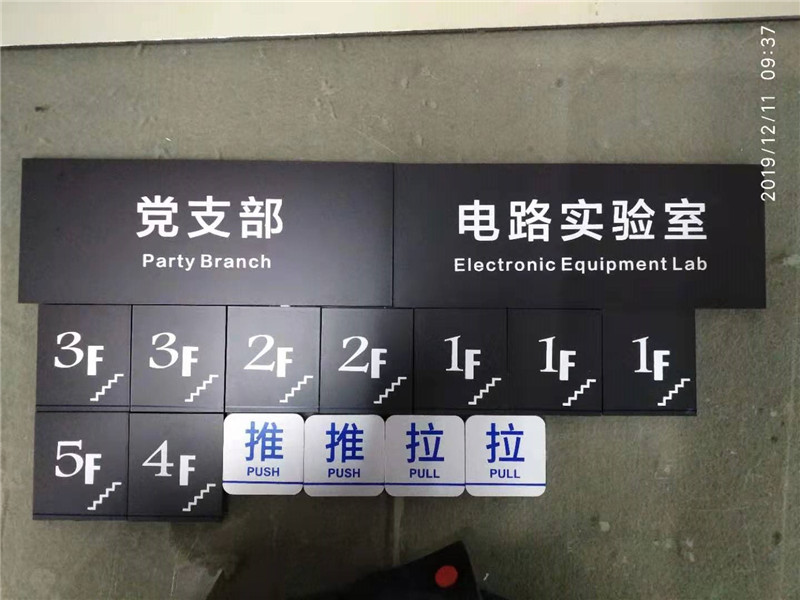 党支部
Party Branch
电路实验室
Electronic Equipment Lab
3F
3F
2F
2F
1F
1F
1F
5F
4F
推
PUSH
推
PUSH
拉
PULL
拉
PULL
2019/12/11 09:37